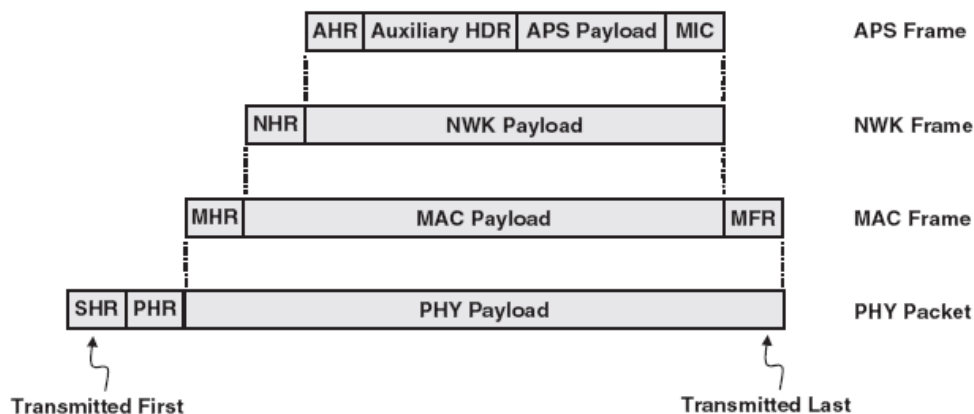 AHR Auxiliary HDR APS Payload MIC APS Frame
NHR NWK Payload NWK Frame
MHR MAC Payload MFR MAC Frame
SHR PHR PHY Payload PHY Packet
Transmitted First Transmitted Last